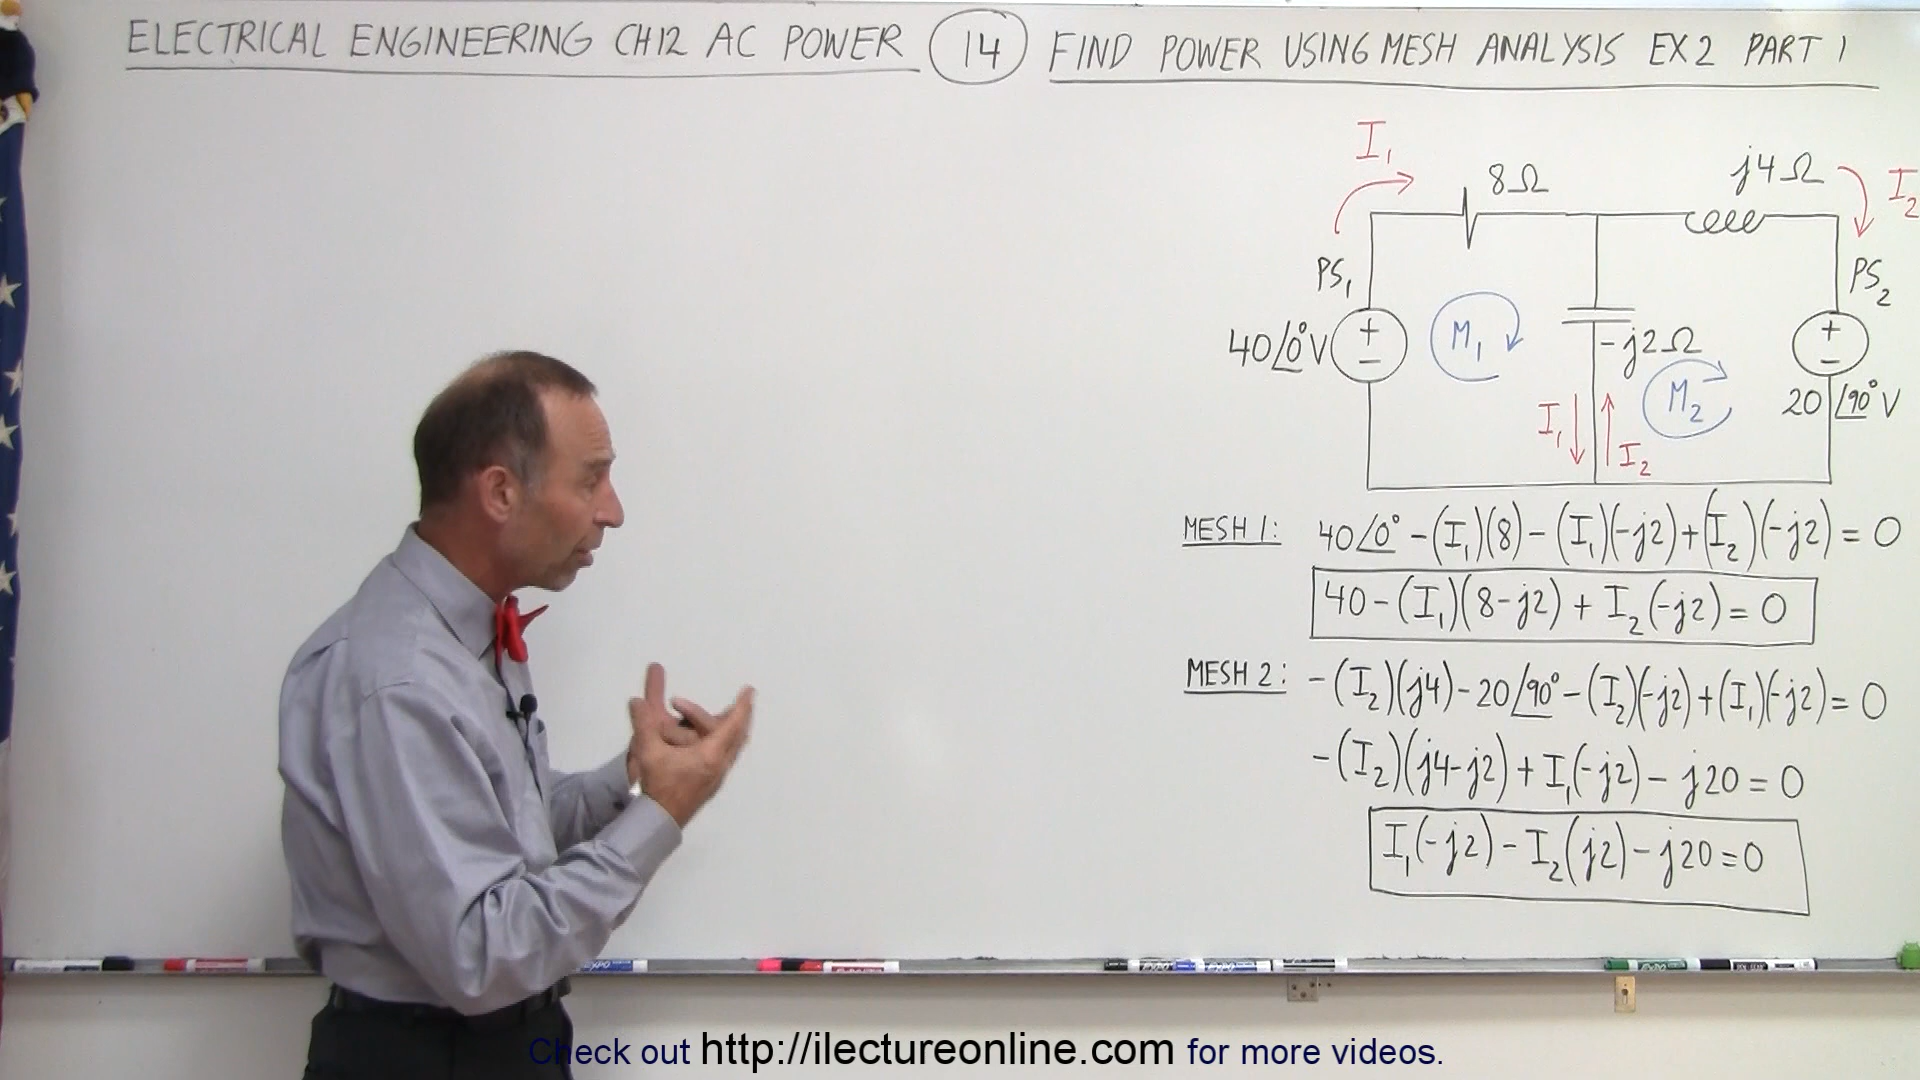 ELECTRICAL ENGINEERING CH12 AC POWER 14 FIND POWER USING MESH ANALYSIS EX 2 PART 1
I₁
8Ω
j4Ω
I₂
PS₁
PS₂
40∠0° V
+
−
M₁
-j2Ω
M₂
+
−
20∠90° V
I₁
I₂
MESH 1: 40∠0° -(I₁)(8)-(I₁)(-j2)+(I₂)(-j2) = 0
40-(I₁)(8-j2) + I₂(-j2) = 0
MESH 2: -(I₂)(j4)-20∠90°-(I₂)(-j2)+(I₁)(-j2) = 0
-(I₂)(j4-j2)+I₁(-j2)-j20 = 0
I₁(-j2)-I₂(j2)-j20=0
Check out http://ilectureonline.com for more videos.